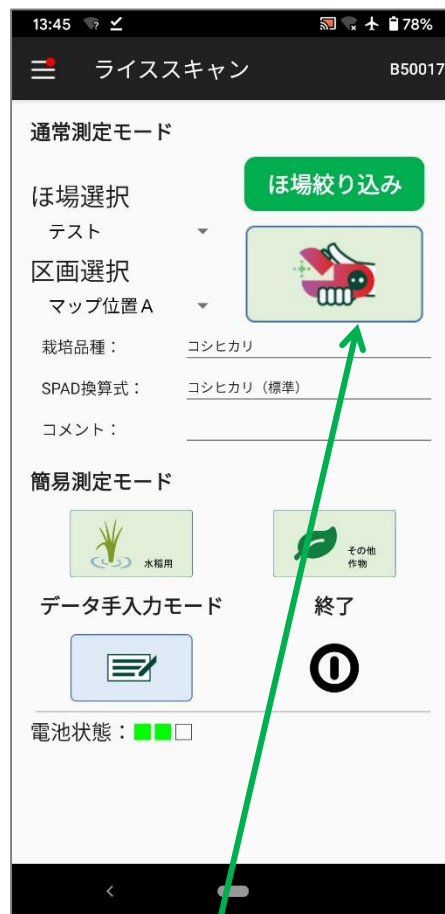 13:45 78%
ライススキャン B50017
通常測定モード
ほ場絞り込み
ほ場選択
テスト
区画選択
マップ位置A
栽培品種： コシヒカリ
SPAD換算式： コシヒカリ（標準）
コメント：
簡易測定モード
水稲用 その他
作物
データ手入力モード 終了
電池状態：